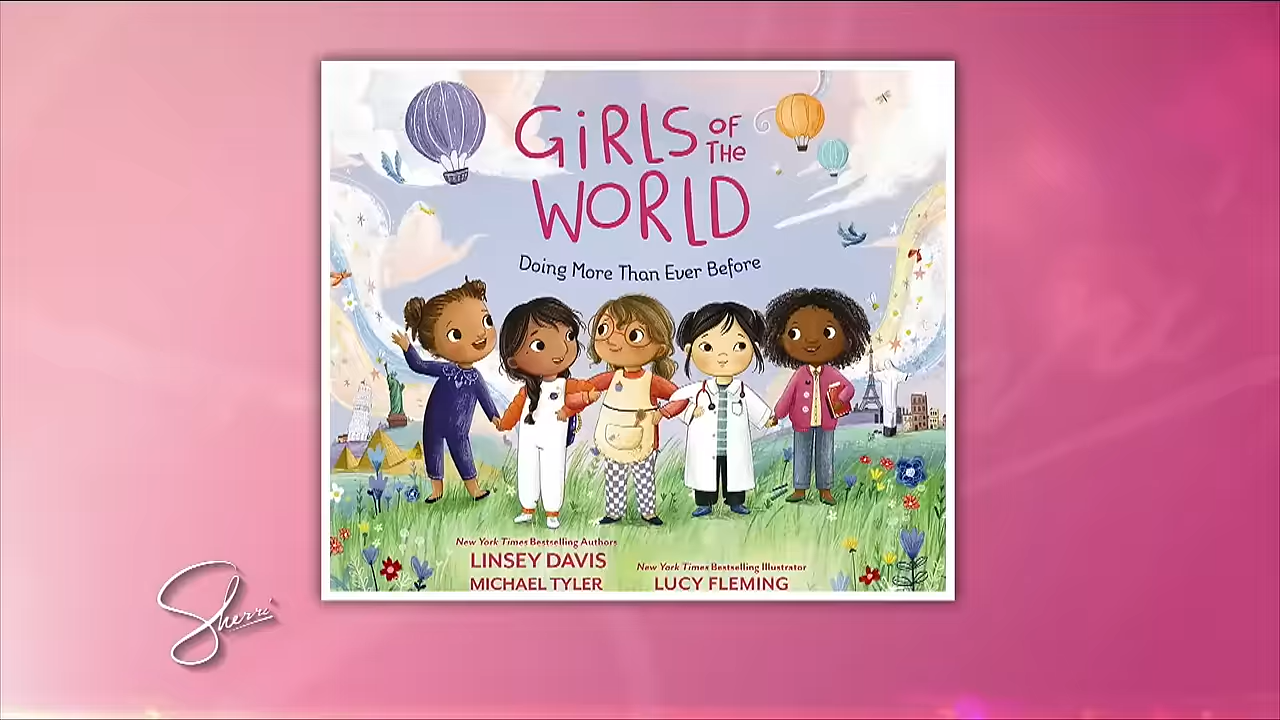 GiRLS OF THE
WORLD
Doing More Than Ever Before
New York Times Bestselling Authors
LINSEY DAVIS
MICHAEL TYLER
New York Times Bestselling Illustrator
LUCY FLEMING
Sherri